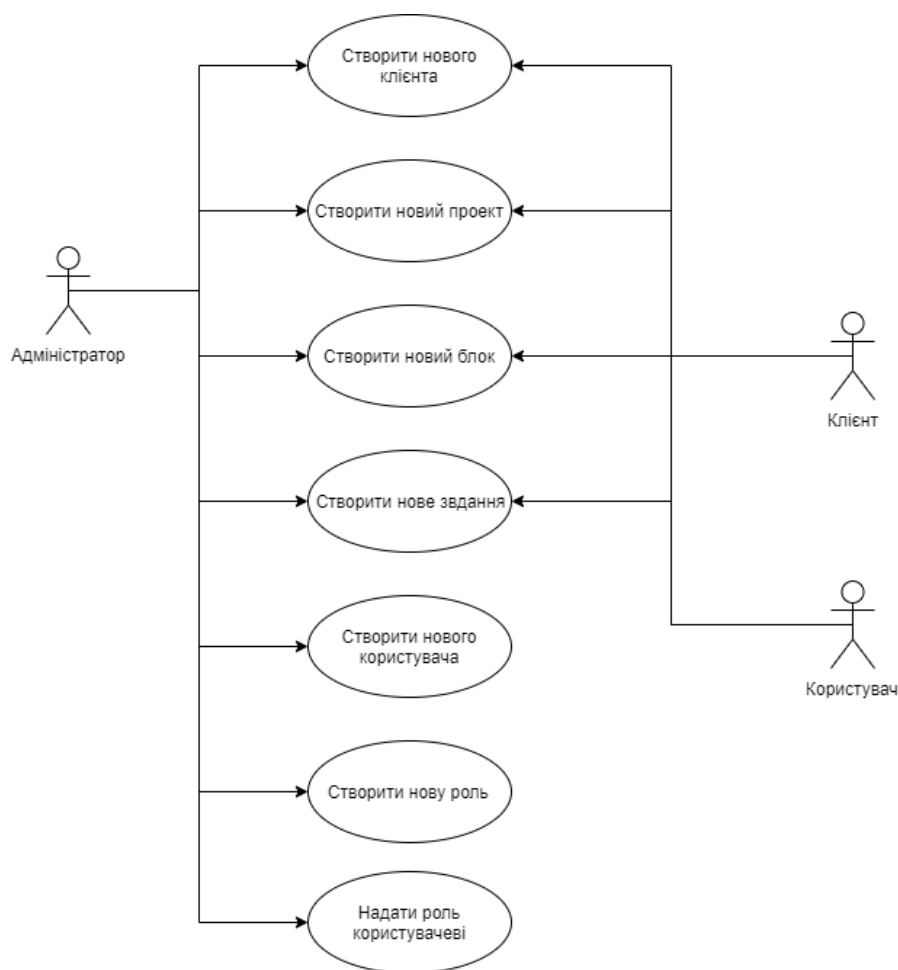 Створити нового
клієнта
Створити новий проект
Адміністратор
Створити новий блок
Клієнт
Створити нове звдання
Створити нового
користувача
Користувач
Створити нову роль
Надати роль
користувачеві